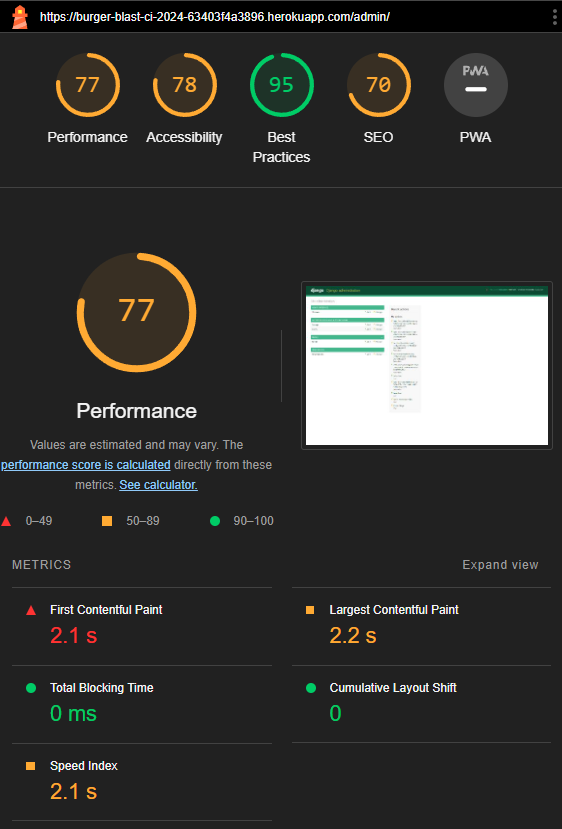 https://burger-blast-ci-2024-63403f4a3896.herokuapp.com/admin/
77
78
95
70
PWA
Performance
Accessibility
Best
Practices
SEO
PWA
77
Performance
Values are estimated and may vary. The
performance score is calculated directly from these
metrics. See calculator.
0–49
50–89
90–100
django
Django administration
METRICS
Expand view
First Contentful Paint
2.1 s
Largest Contentful Paint
2.2 s
Total Blocking Time
0 ms
Cumulative Layout Shift
0
Speed Index
2.1 s